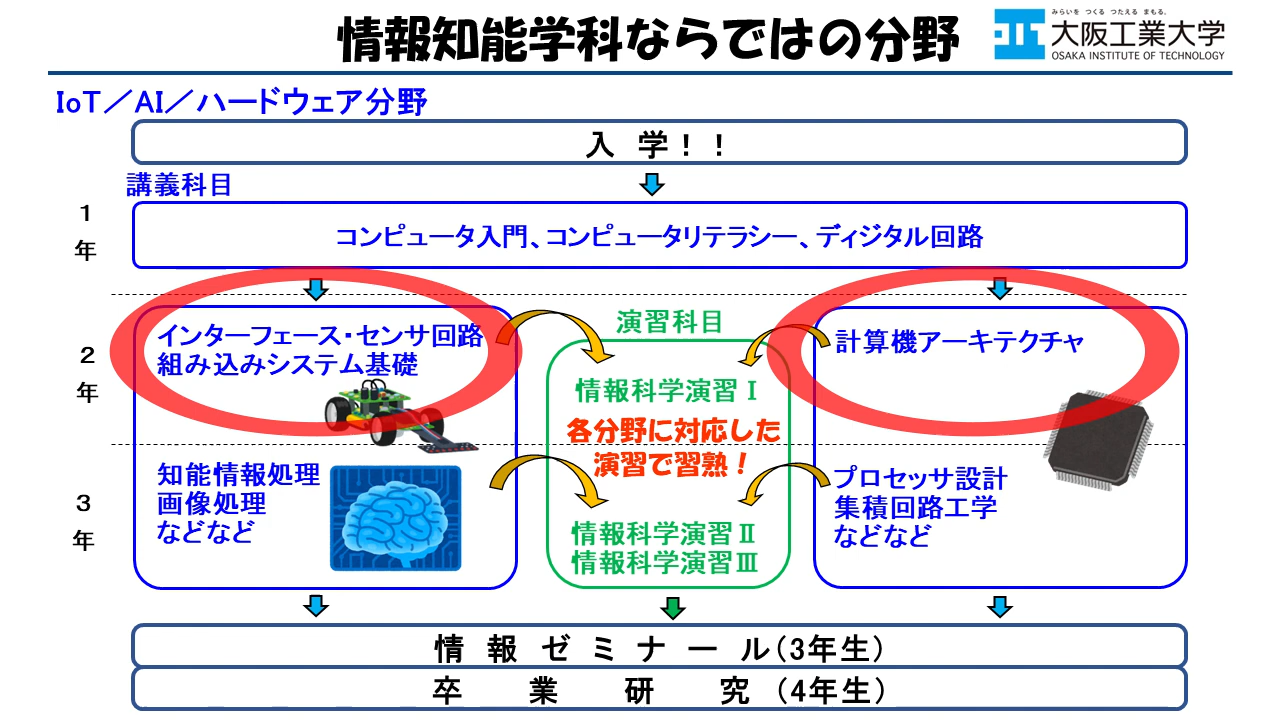 情報知能学科ならではの分野
みらいを つくる つたえる まもる。
大阪工業大学
OSAKA INSTITUTE OF TECHNOLOGY
IoT／AI／ハードウェア分野
入 学！！
講義科目
1
年
コンピュータ入門、コンピュータリテラシー、ディジタル回路
2
年
インターフェース・センサ回路
組み込みシステム基礎
演習科目
情報科学演習Ⅰ
各分野に対応した
演習で習熟！
計算機アーキテクチャ
3
年
知能情報処理
画像処理
などなど
情報科学演習Ⅱ
情報科学演習Ⅲ
プロセッサ設計
集積回路工学
などなど
情 報 ゼ ミ ナ ー ル（3年生）
卒 業 研 究 （4年生）